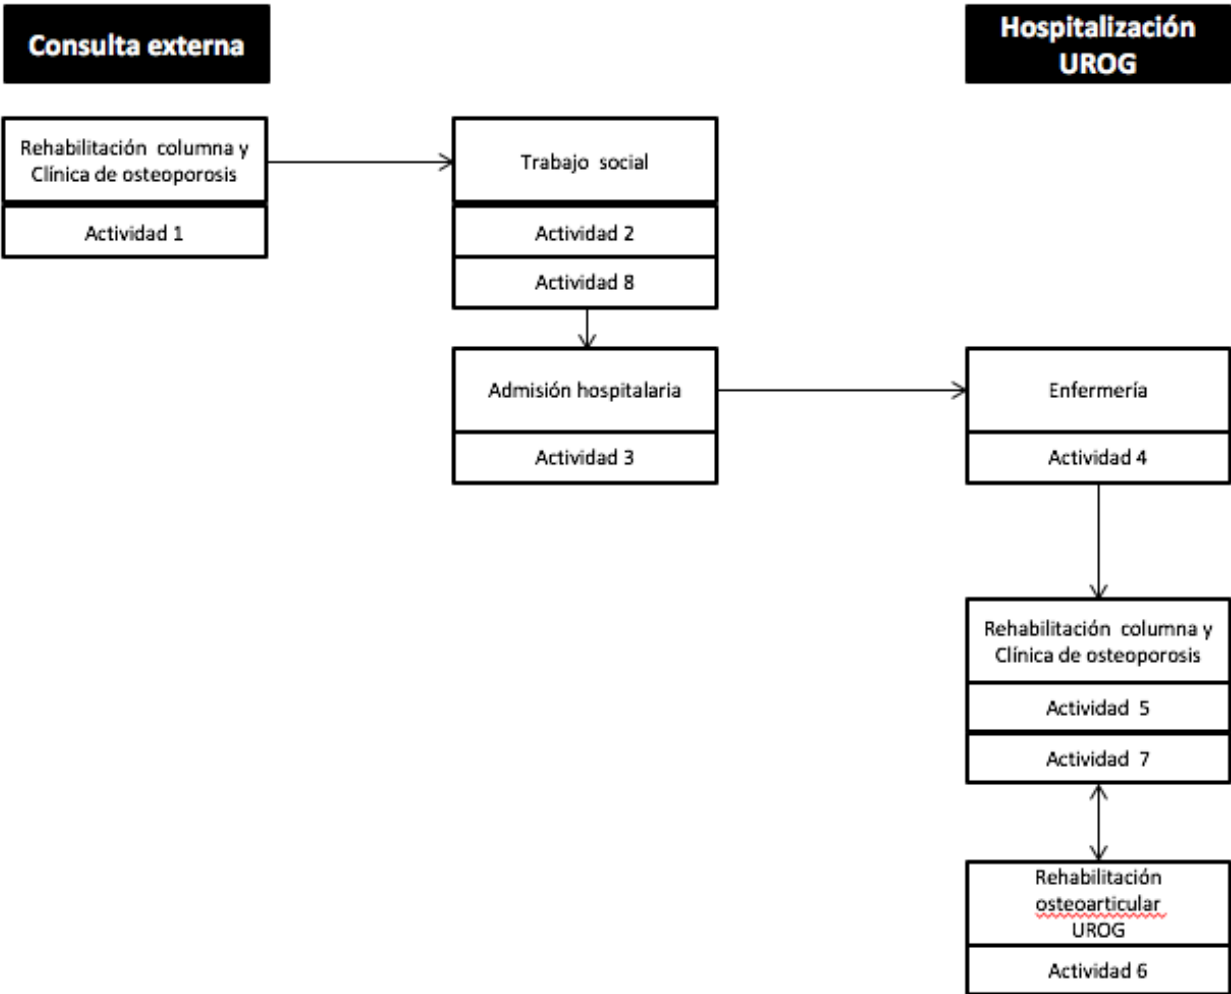 Consulta externa
Hospitalización
UROG
Rehabilitación columna y
Clínica de osteoporosis
Actividad 1
Trabajo social
Actividad 2
Actividad 8
Admisión hospitalaria
Actividad 3
Enfermería
Actividad 4
Rehabilitación columna y
Clínica de osteoporosis
Actividad 5
Actividad 7
Rehabilitación
osteoarticular
UROG
Actividad 6